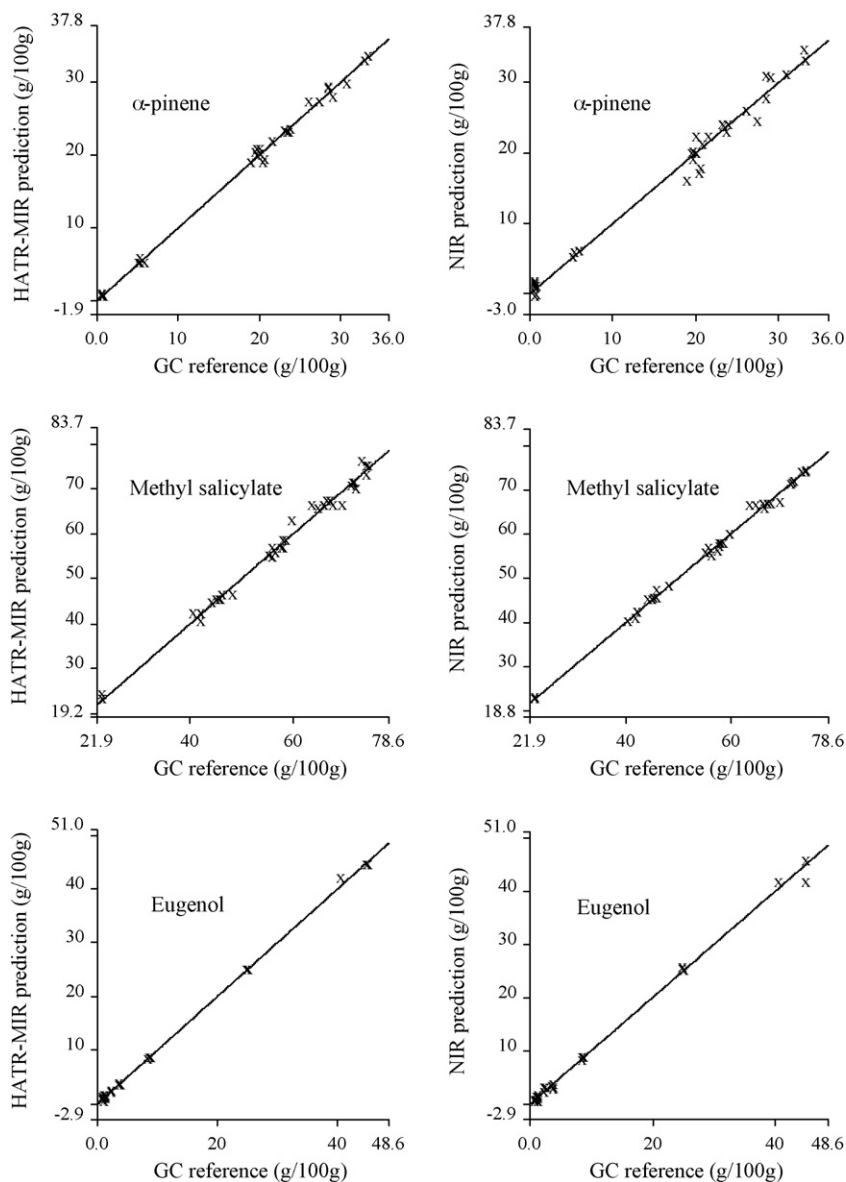 37.8
30
20
10
-1.9
HATR-MIR prediction (g/100g)
α-pinene
0.0 10 20 30 36.0
GC reference (g/100g)
37.8
30
20
10
-3.0
NIR prediction (g/100g)
α-pinene
0.0 10 20 30 36.0
GC reference (g/100g)
83.7
70
60
50
40
30
19.2
HATR-MIR prediction (g/100g)
Methyl salicylate
21.9 40 60 78.6
GC reference (g/100g)
83.7
70
60
50
40
30
18.8
NIR prediction (g/100g)
Methyl salicylate
21.9 40 60 78.6
GC reference (g/100g)
51.0
40
30
20
10
-2.9
HATR-MIR prediction (g/100g)
Eugenol
0.0 20 40 48.6
GC reference (g/100g)
51.0
40
30
20
10
-2.9
NIR prediction (g/100g)
Eugenol
0.0 20 40 48.6
GC reference (g/100g)